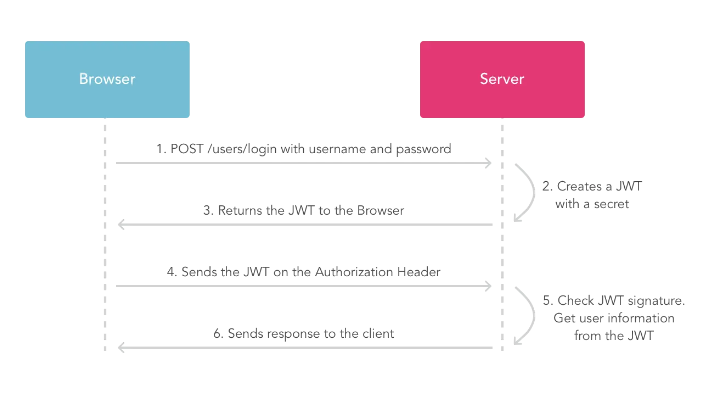 Browser
Server
1. POST /users/login with username and password
2. Creates a JWT
with a secret
3. Returns the JWT to the Browser
4. Sends the JWT on the Authorization Header
5. Check JWT signature.
Get user information
from the JWT
6. Sends response to the client